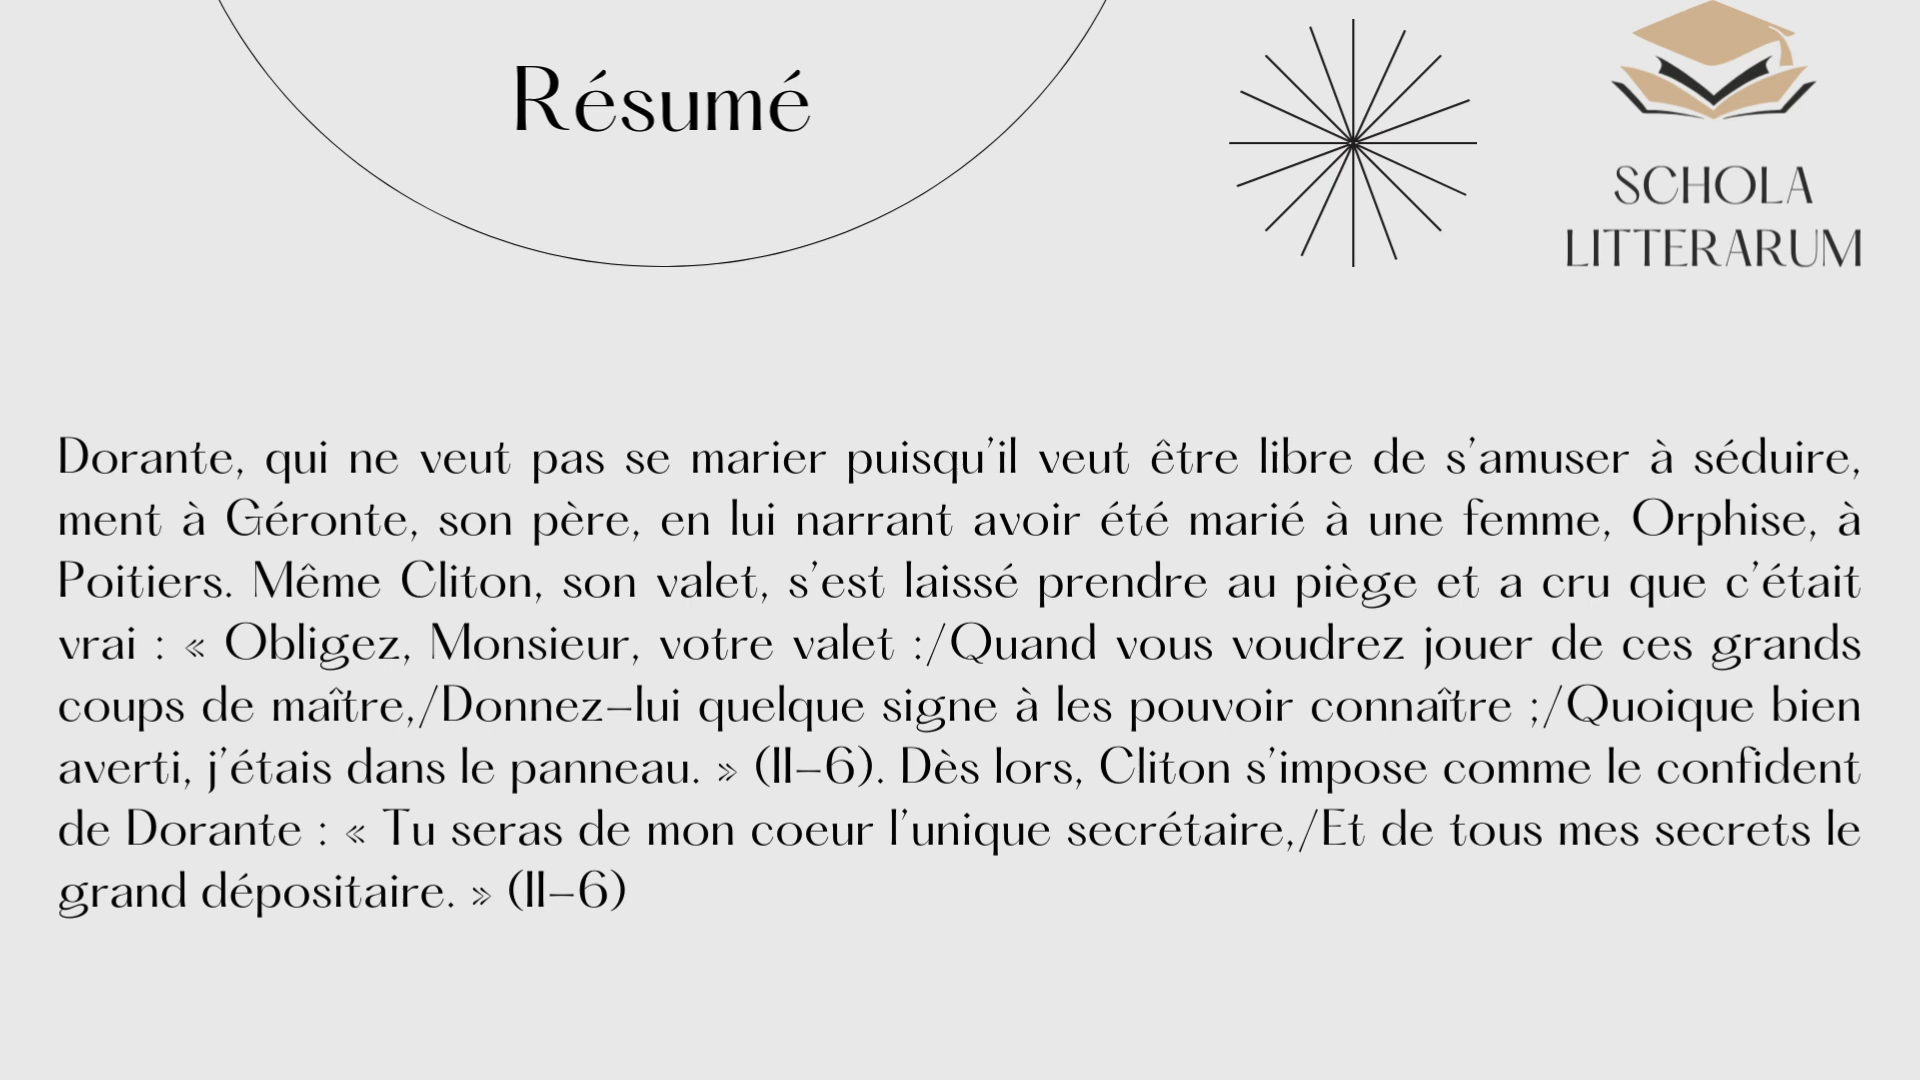 Résumé
SCHOLA
LITTERARUM
Dorante, qui ne veut pas se marier puisqu'il veut être libre de s'amuser à séduire,
ment à Géronte, son père, en lui narrant avoir été marié à une femme, Orphise, à
Poitiers. Même Cliton, son valet, s'est laissé prendre au piège et a cru que c'était
vrai : « Obligez, Monsieur, votre valet :/Quand vous voudrez jouer de ces grands
coups de maître,/Donnez-lui quelque signe à les pouvoir connaître ;/Quoique bien
averti, j'étais dans le panneau. » (II-6). Dès lors, Cliton s'impose comme le confident
de Dorante : « Tu seras de mon coeur l'unique secrétaire,/Et de tous mes secrets le
grand dépositaire. » (II-6)